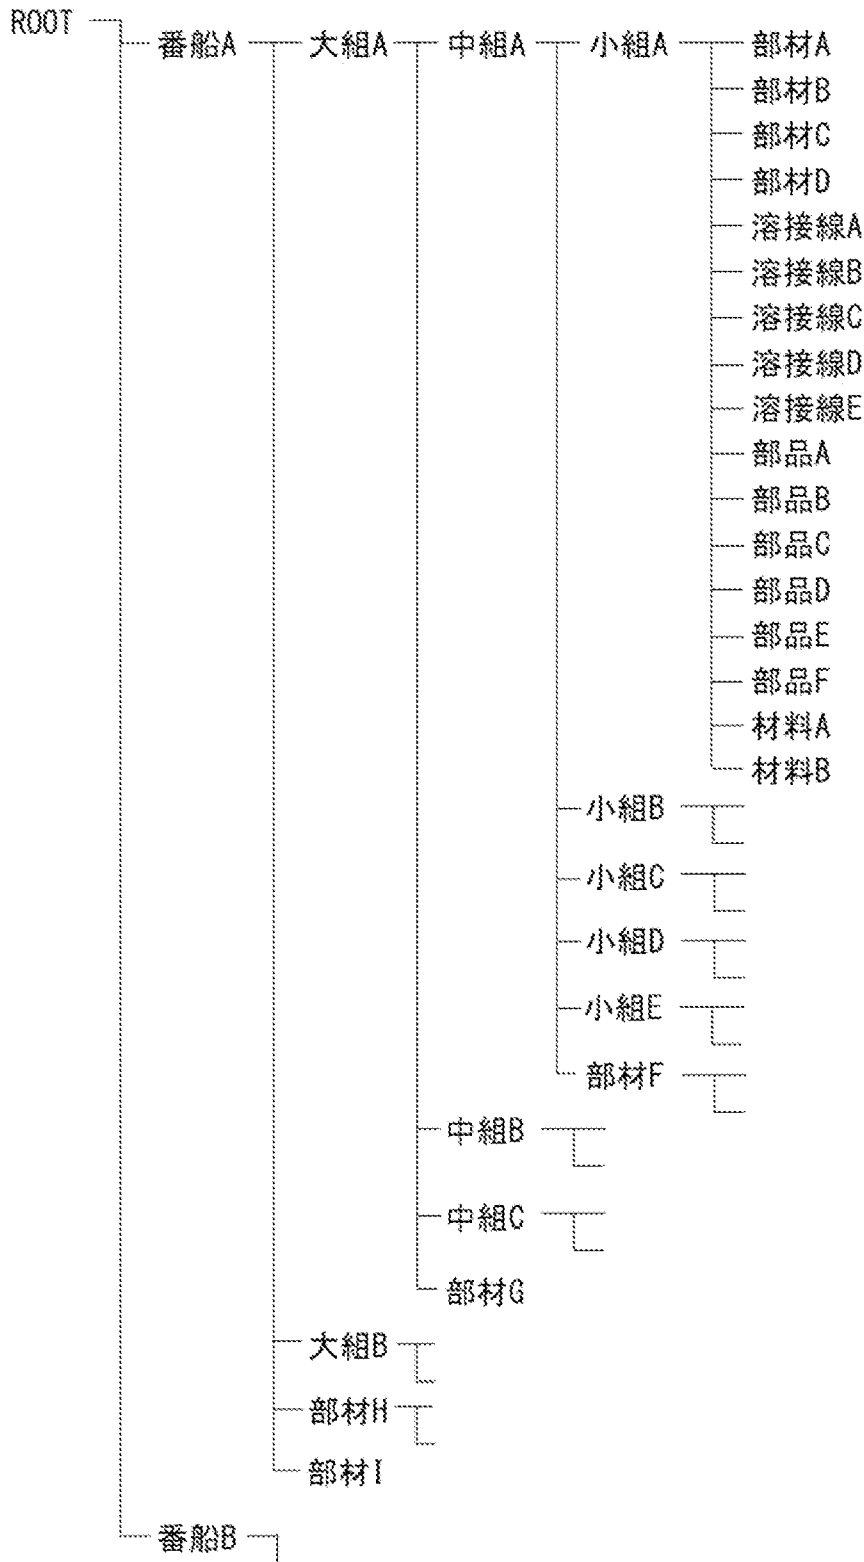 ROOT 番船A 大組A 中組A 小組A 部材A
部材B
部材C
部材D
溶接線A
溶接線B
溶接線C
溶接線D
溶接線E
部品A
部品B
部品C
部品D
部品E
部品F
材料A
材料B
小組B
小組C
小組D
小組E
部材F
中組B
中組C
部材G
大組B
部材H
部材I
番船B